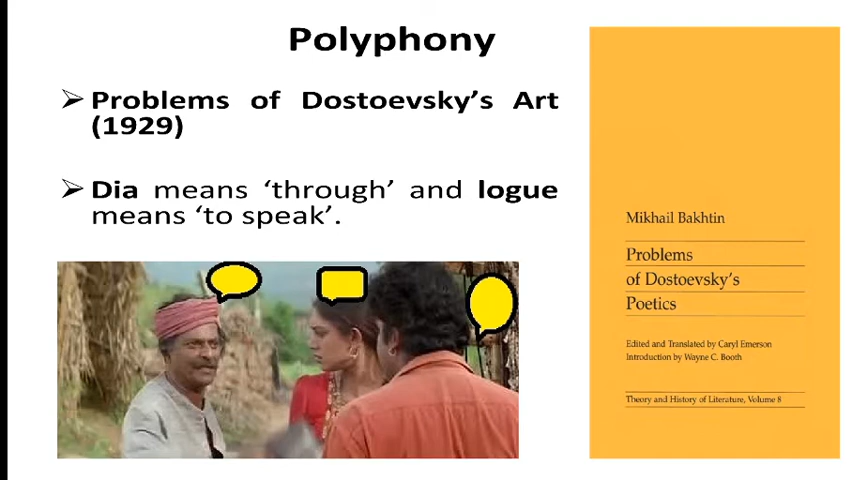 Polyphony
Problems of Dostoevsky's Art
(1929)
Dia means 'through' and logue
means 'to speak'.
Mikhail Bakhtin
Problems
of Dostoevsky's
Poetics
Edited and Translated by Caryl Emerson
Introduction by Wayne C. Booth
Theory and History of Literature, Volume 8